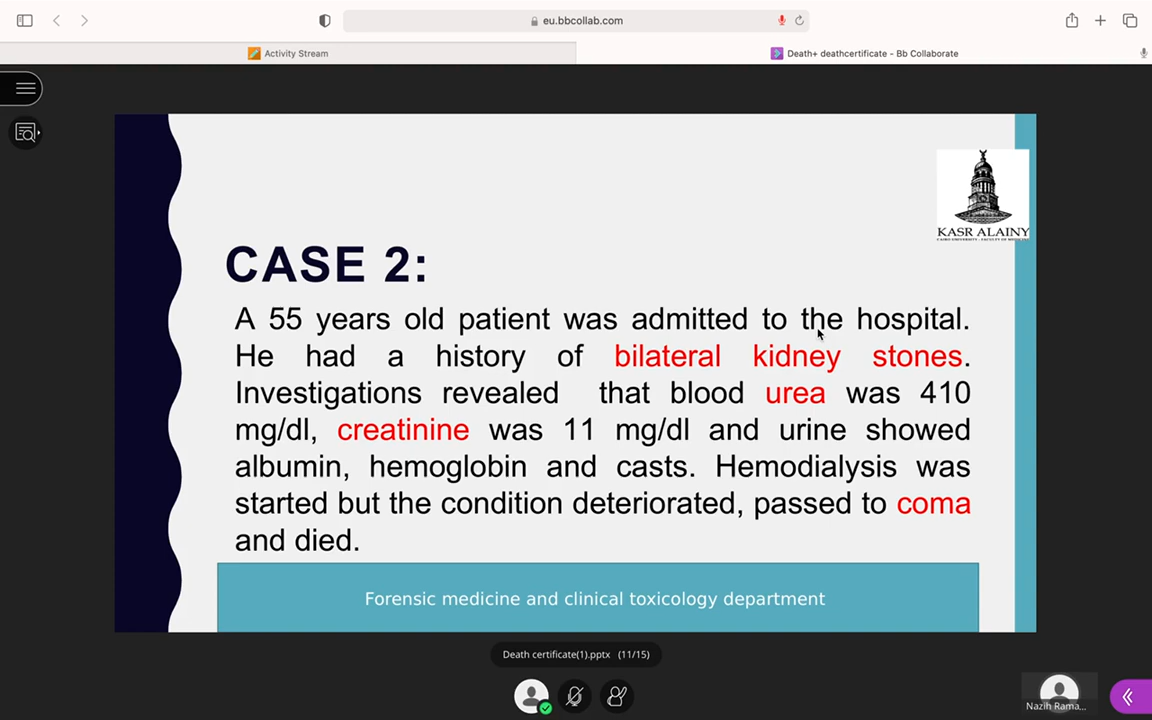 eu.bbcollab.com
Activity Stream
Death+ deathcertificate - Bb Collaborate
KASR ALAINY
CASE 2:
A 55 years old patient was admitted to the hospital.
He had a history of bilateral kidney stones.
Investigations revealed that blood urea was 410
mg/dl, creatinine was 11 mg/dl and urine showed
albumin, hemoglobin and casts. Hemodialysis was
started but the condition deteriorated, passed to coma
and died.
Forensic medicine and clinical toxicology department
Death certificate(1).pptx (11/15)
Nazih Rama...